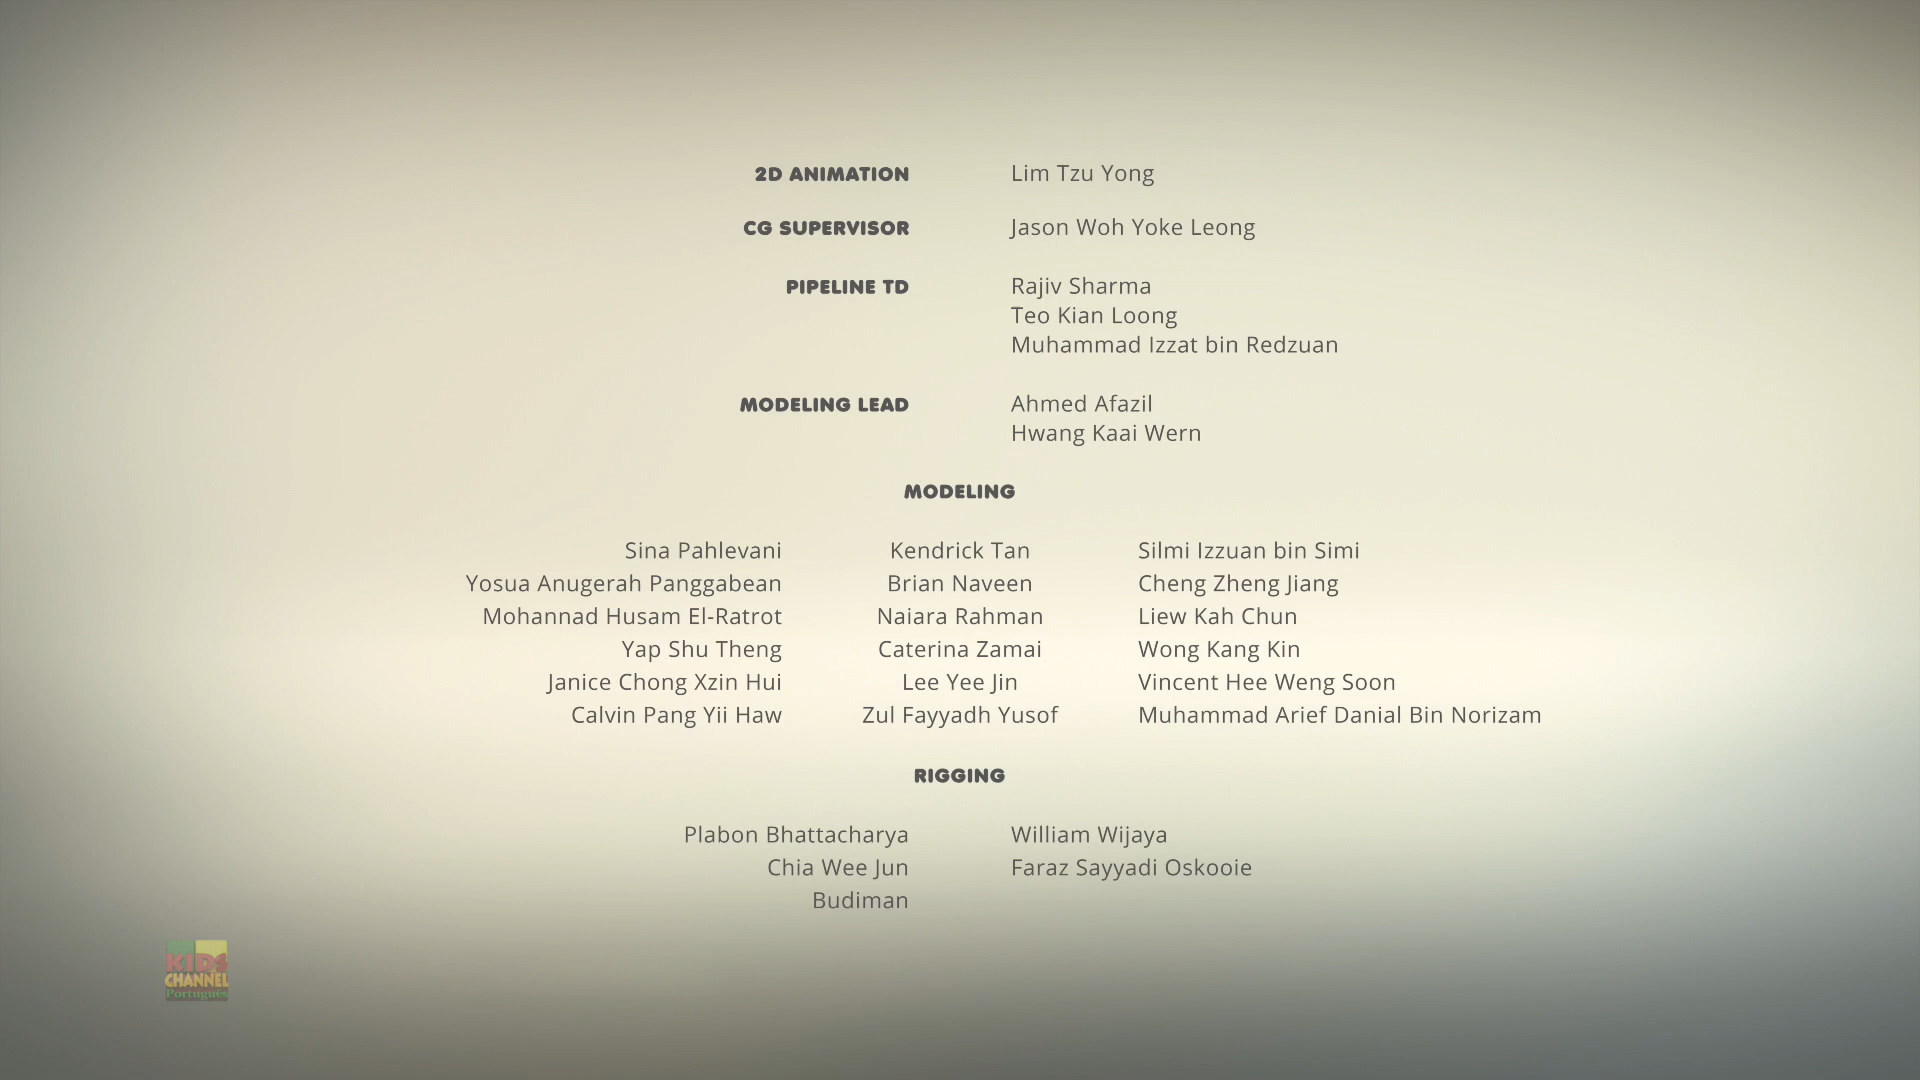 2D ANIMATION Lim Tzu Yong
CG SUPERVISOR Jason Woh Yoke Leong
PIPELINE TD Rajiv Sharma
Teo Kian Loong
Muhammad Izzat bin Redzuan
MODELING LEAD Ahmed Afazil
Hwang Kaai Wern
MODELING
Sina Pahlevani Kendrick Tan Silmi Izzuan bin Simi
Yosua Anugerah Panggabean Brian Naveen Cheng Zheng Jiang
Mohannad Husam El-Ratrot Naiara Rahman Liew Kah Chun
Yap Shu Theng Caterina Zamai Wong Kang Kin
Janice Chong Xzin Hui Lee Yee Jin Vincent Hee Weng Soon
Calvin Pang Yii Haw Zul Fayyadh Yusof Muhammad Arief Danial Bin Norizam
RIGGING
Plabon Bhattacharya William Wijaya
Chia Wee Jun Faraz Sayyadi Oskooie
Budiman
KIDS
CHANNEL
Português